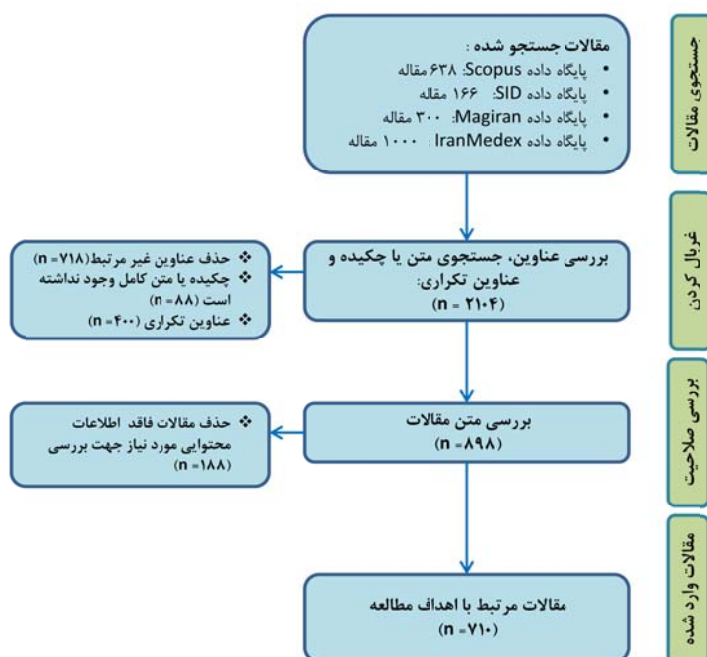 جستجوی مقالات
مقالات جستجو شده :
• پایگاه داده Scopus: ۶۳۸ مقاله
• پایگاه داده SID: ۱۶۶ مقاله
• پایگاه داده Magiran: ۳۰۰ مقاله
• پایگاه داده IranMedex : ۱۰۰۰ مقاله
غربال کردن
بررسی عناوین، جستجوی متن یا چکیده و
عناوین تکراری:
(n = ۲۱۰۴)
❖ حذف عناوین غیر مرتبط (n =۷۱۸)
❖ چکیده یا متن کامل وجود نداشته
است (n =۸۸)
❖ عناوین تکراری (n =۴۰۰)
بررسی صلاحیت
بررسی متن مقالات
(n =۸۹۸)
❖ حذف مقالات فاقد اطلاعات
محتوایی مورد نیاز جهت بررسی
(n =۱۸۸)
مقالات وارد شده
مقالات مرتبط با اهداف مطالعه
(n =۷۱۰)